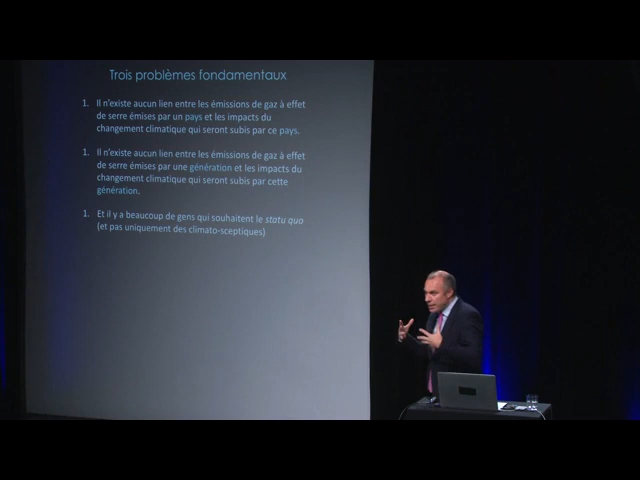 Trois problèmes fondamentaux
1. Il n'existe aucun lien entre les émissions de gaz à effet
de serre émises par un pays et les impacts du
changement climatique qui seront subis par ce pays.
1. Il n'existe aucun lien entre les émissions de gaz à effet
de serre émises par une génération et les impacts du
changement climatique qui seront subis par cette
génération.
1. Et il y a beaucoup de gens qui souhaitent le statu quo
(et pas uniquement des climato-sceptiques)